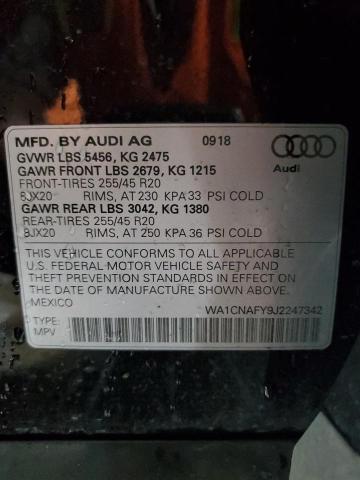 MFD. BY AUDI AG 0918
GVWR LBS 5456, KG 2475
GAWR FRONT LBS 2679, KG 1215
FRONT-TIRES 255/45 R20
8JX20 RIMS, AT 230 KPA 33 PSI COLD
GAWR REAR LBS 3042, KG 1380
REAR-TIRES 255/45 R20
8JX20 RIMS, AT 250 KPA 36 PSI COLD
Audi
THIS VEHICLE CONFORMS TO ALL APPLICABLE
U.S. FEDERAL MOTOR VEHICLE SAFETY AND
THEFT PREVENTION STANDARDS IN EFFECT ON
THE DATE OF MANUFACTURE SHOWN ABOVE.
MEXICO
WA1CNAFY9J2247342
TYPE:
MPV